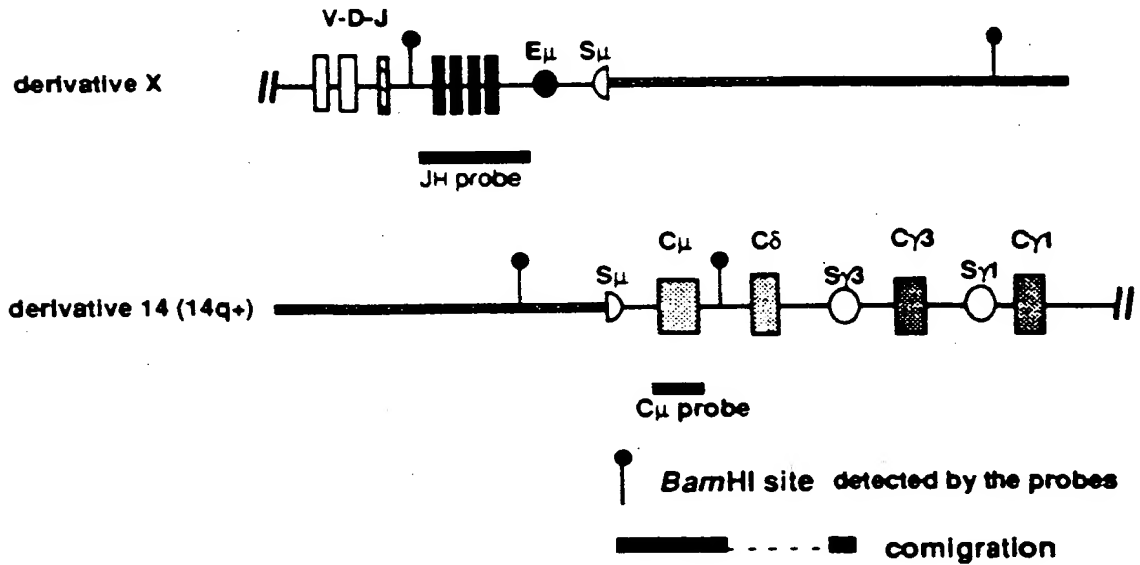 V-D-J
Eμ
Sμ
derivative X
JH probe
Cμ
Cδ
Cγ3
Cγ1
Sμ
Sγ3
Sγ1
derivative 14 (14q+)
Cμ probe
BamHI site detected by the probes
comigration